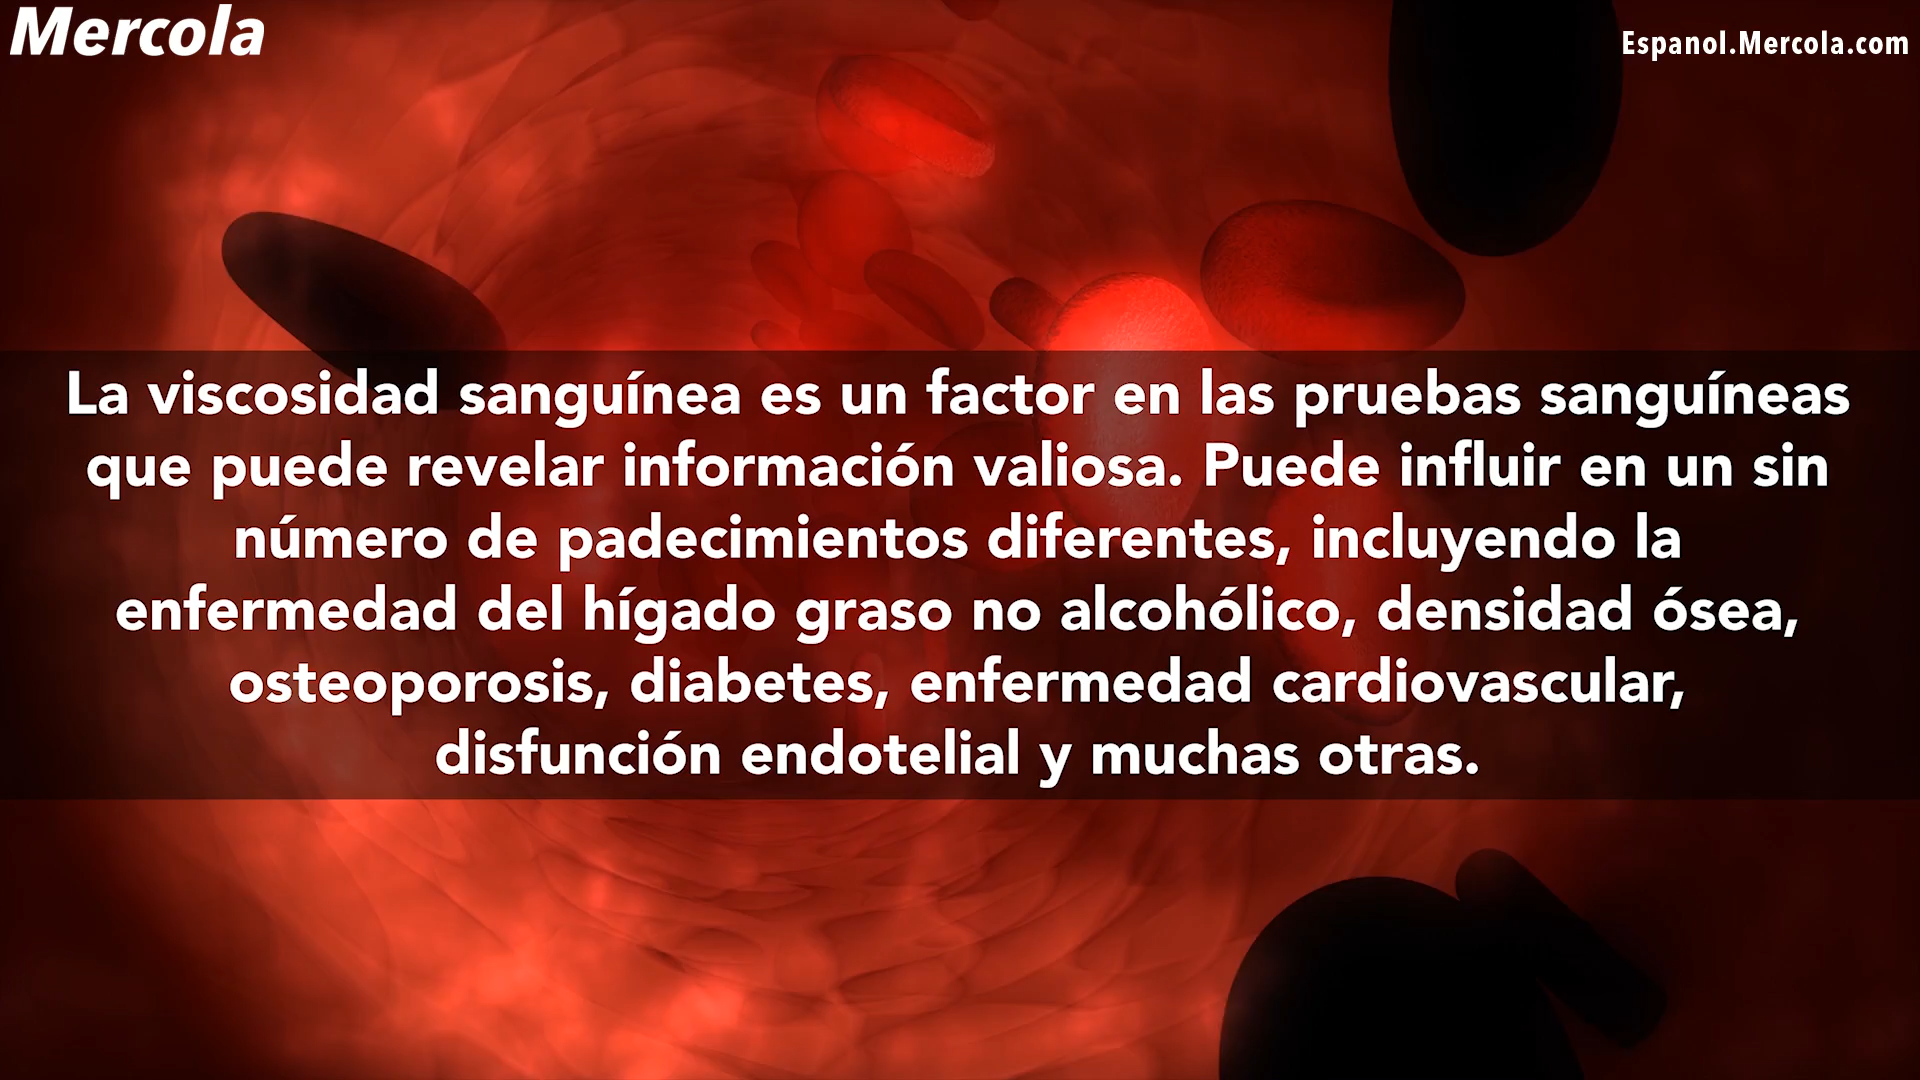 Mercola
Espanol.Mercola.com
La viscosidad sanguínea es un factor en las pruebas sanguíneas
que puede revelar información valiosa. Puede influir en un sin
número de padecimientos diferentes, incluyendo la
enfermedad del hígado graso no alcohólico, densidad ósea,
osteoporosis, diabetes, enfermedad cardiovascular,
disfunción endotelial y muchas otras.